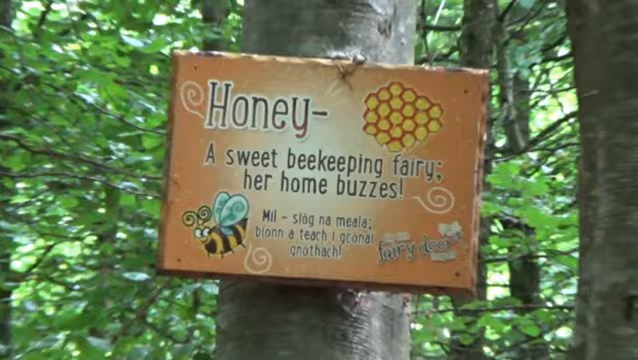 Honey-
A sweet beekeeping fairy;
her home buzzes!
Mil - slóg na meala;
bíonn a teach i gcónaí
gnóthach!
fairy door